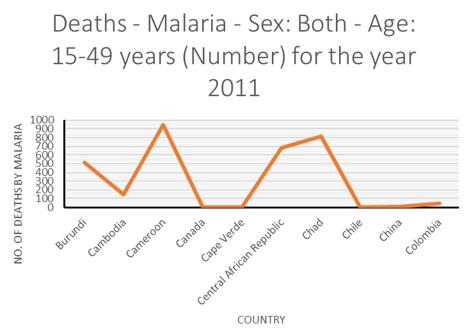 Deaths - Malaria - Sex: Both - Age:
15-49 years (Number) for the year
2011
NO. OF DEATHS BY MALARIA
1000
900
800
700
600
500
400
300
200
100
0
Burundi
Cambodia
Cameroon
Canada
Cape Verde
Central African Republic
Chad
Chile
China
Colombia
COUNTRY